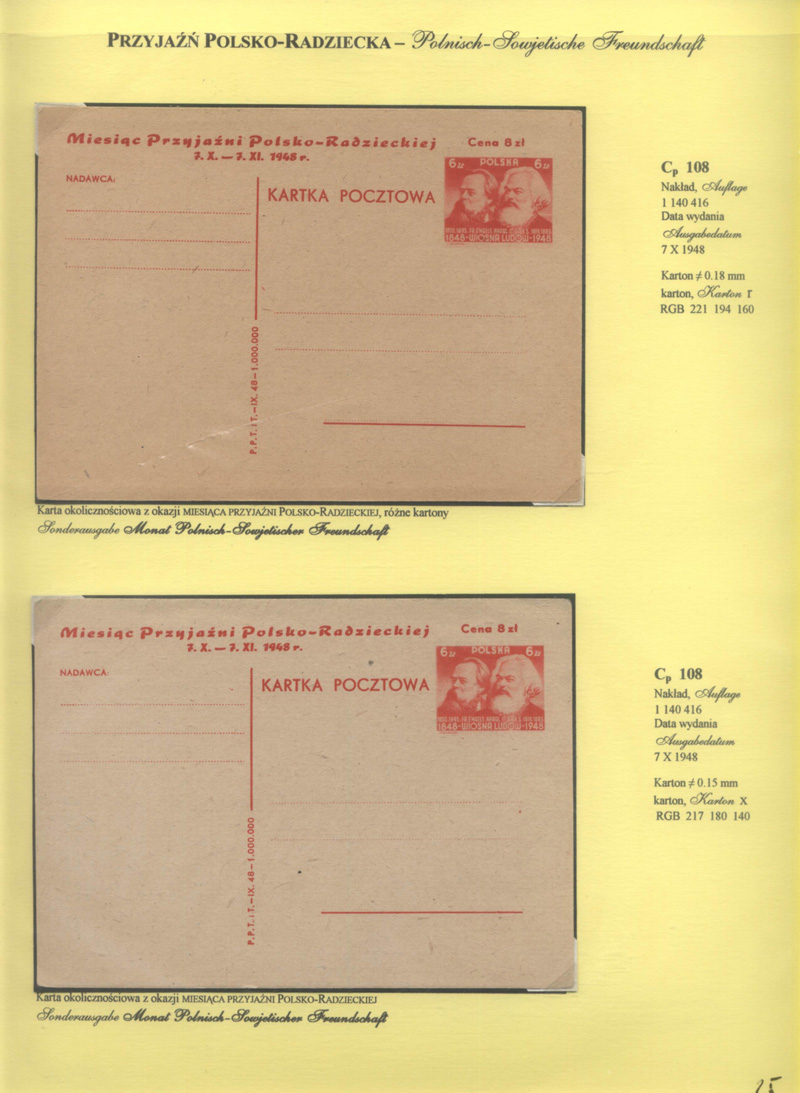 PRZYJAŹŃ POLSKO-RADZIECKA – Polnisch-Sowjetische Freundschaft
Miesiąc Przyjaźni Polsko-Radzieckiej
7. X. — 7. XI. 1948 r.
Cena 8 zł
NADAWCA:
KARTKA POCZTOWA
6 zł POLSKA 6 zł
1848-WIOSNA LUDÓW-1948
P.P.T. i T.—IX. 48—1.000.000
Cp 108
Nakład, Auflage
1 140 416
Data wydania
Ausgabedatum
7 X 1948
Karton ≠ 0.18 mm
karton, Karton r
RGB 221 194 160
Karta okolicznościowa z okazji MIESIĄCA PRZYJAŹNI POLSKO-RADZIECKIEJ, różne kartony
Sonderausgabe Monat Polnisch-Sowjetischer Freundschaft
Miesiąc Przyjaźni Polsko-Radzieckiej
7. X. — 7. XI. 1948 r.
Cena 8 zł
NADAWCA:
KARTKA POCZTOWA
6 zł POLSKA 6 zł
1848-WIOSNA LUDÓW-1948
P.P.T. i T.—IX. 48—1.000.000
Cp 108
Nakład, Auflage
1 140 416
Data wydania
Ausgabedatum
7 X 1948
Karton ≠ 0.15 mm
karton, Karton x
RGB 217 180 140
Karta okolicznościowa z okazji MIESIĄCA PRZYJAŹNI POLSKO-RADZIECKIEJ
Sonderausgabe Monat Polnisch-Sowjetischer Freundschaft